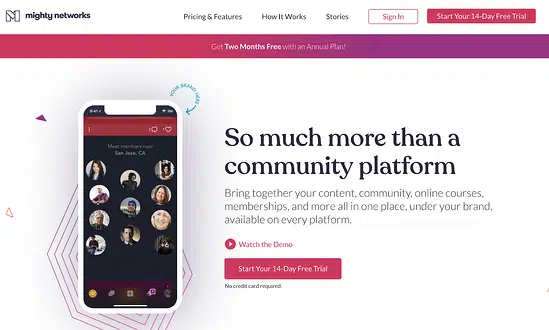 mighty networks
Pricing & Features
How It Works
Stories
Sign In
Start Your 14-Day Free Trial
Get Two Months Free with an Annual Plan!
YOUR BRAND HERE
Meet members near
San Jose, CA
So much more than a
community platform
Bring together your content, community, online courses,
memberships, and more all in one place, under your brand,
available on every platform.
Watch the Demo
Start Your 14-Day Free Trial
No credit card required.